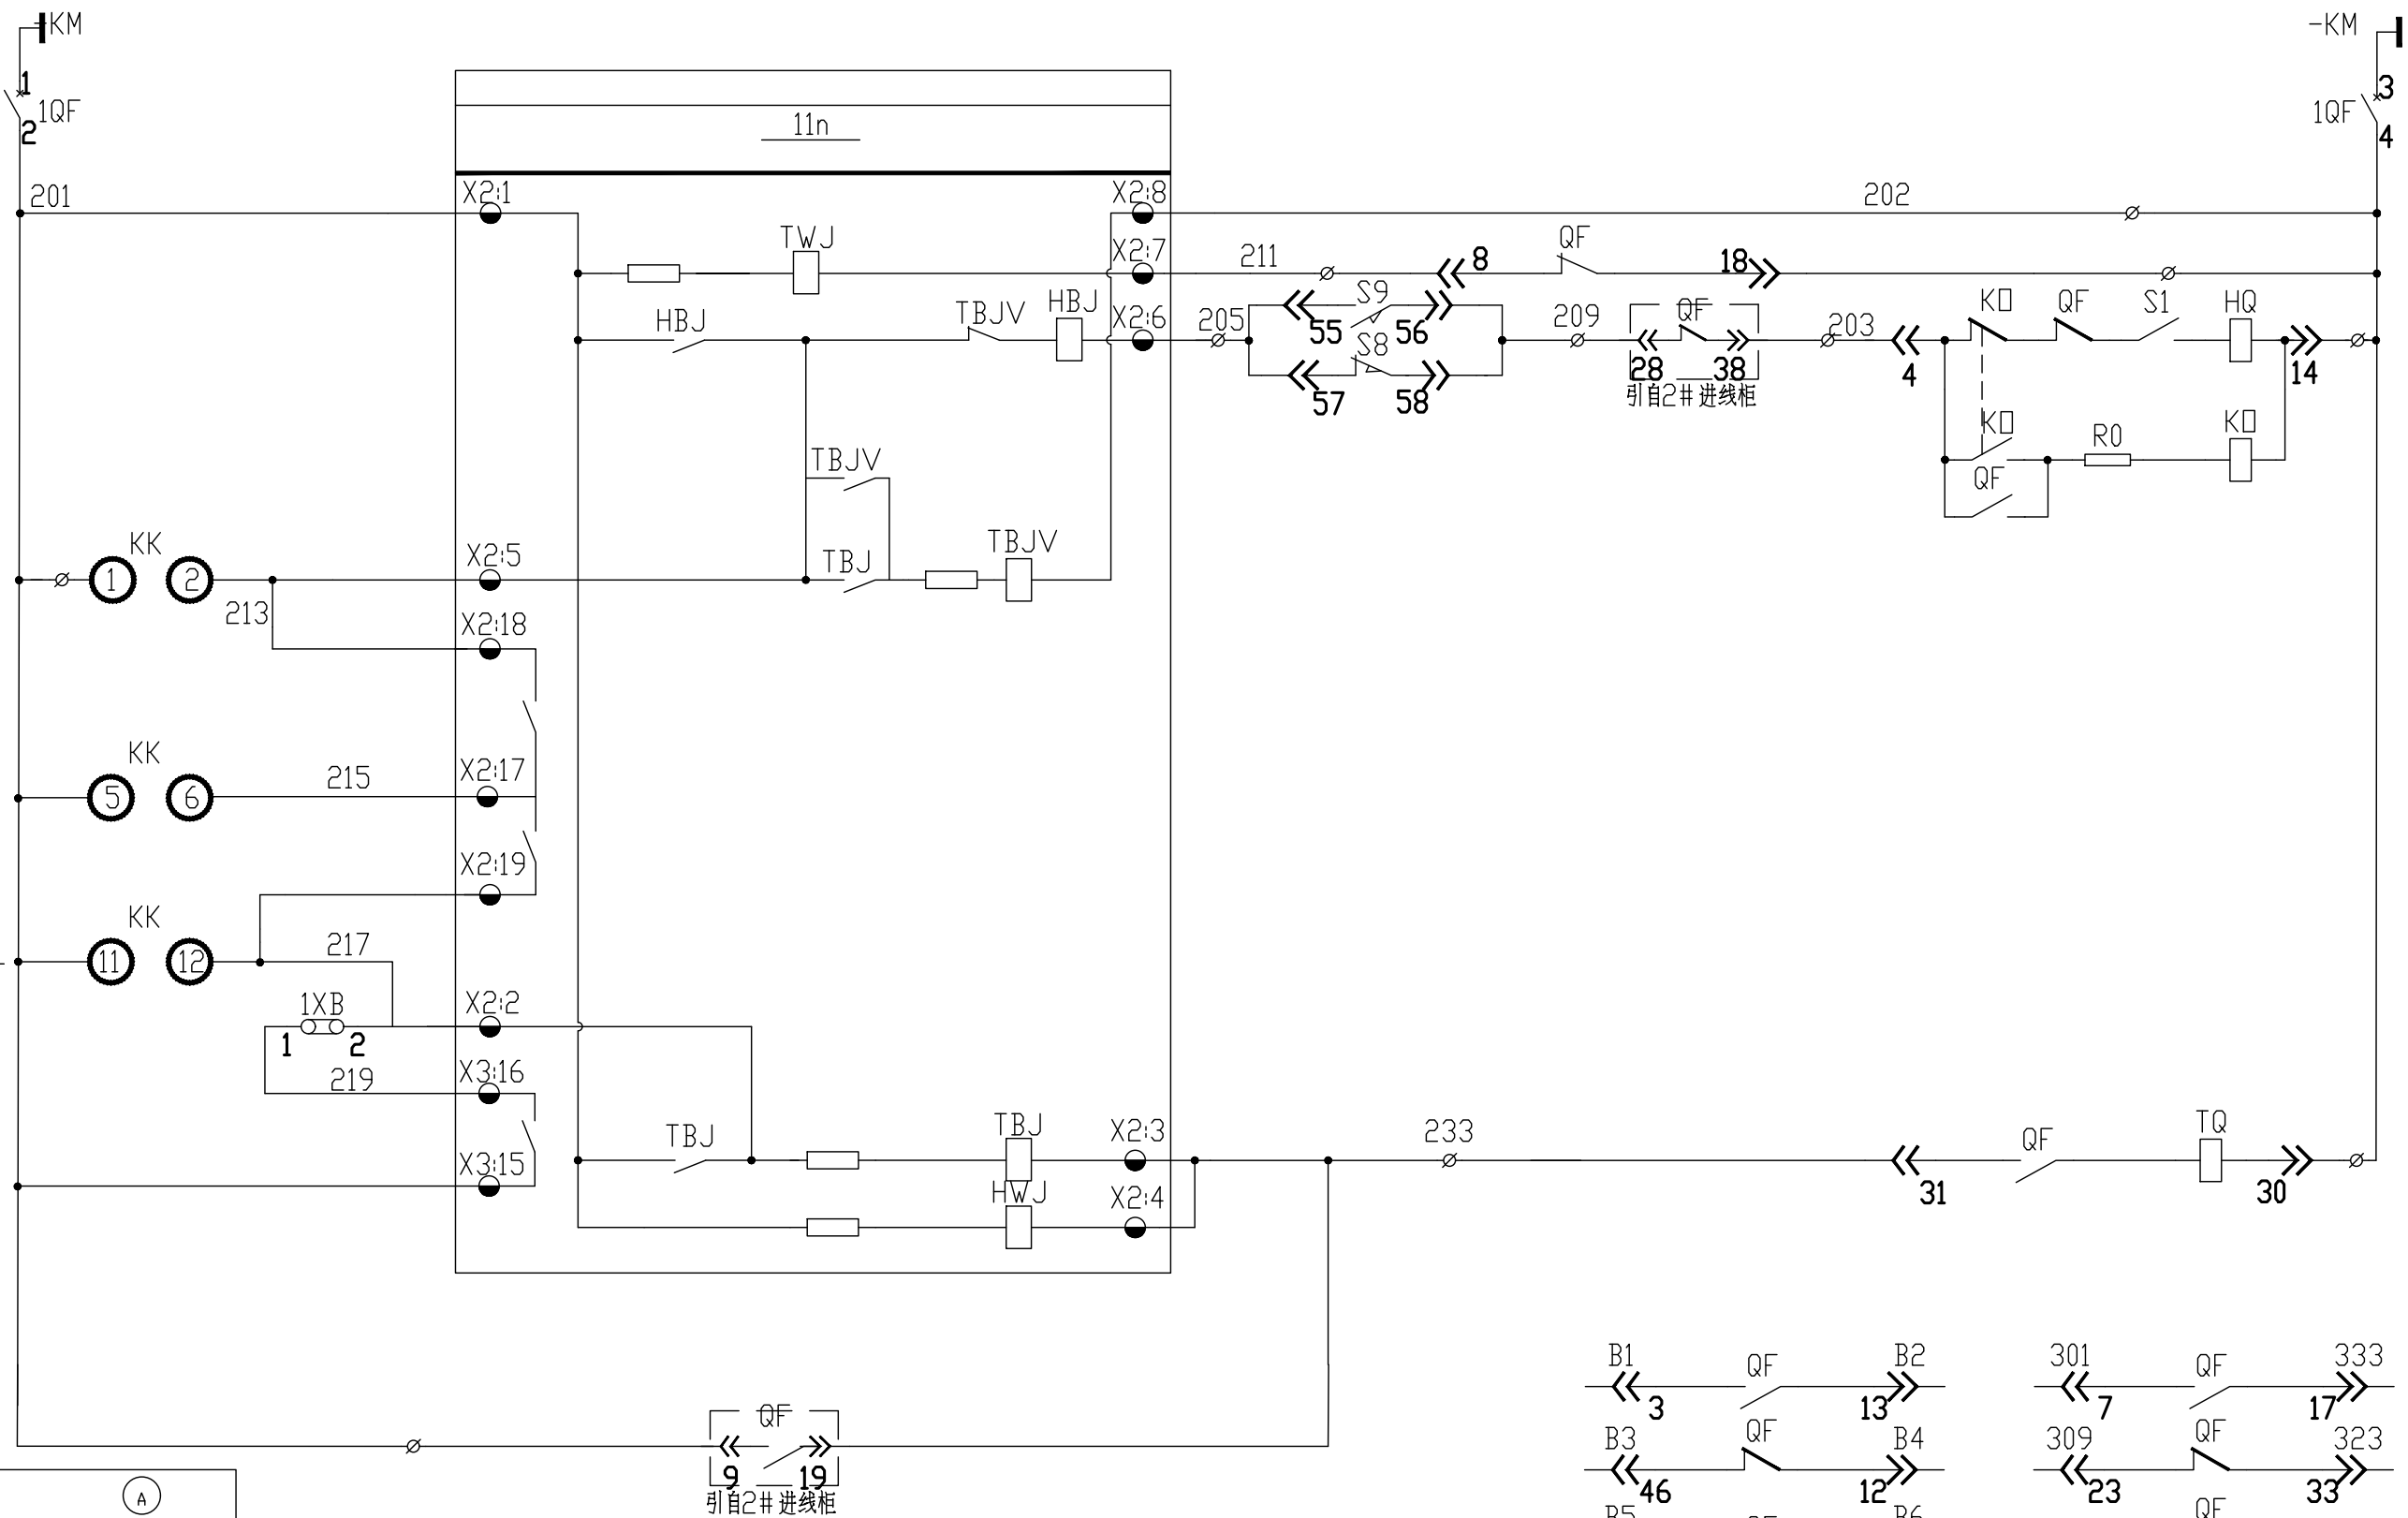 KM
-KM
1
1QF
2
3
1QF
4
11n
201
X2:1
X2:8
202
TWJ
X2:7
211
8
QF
18
HBJ
TBJV
HBJ
X2:6
205
55
S9
56
S8
57
58
209
QF
28
38
引自2#进线柜
203
4
KO
QF
S1
HQ
14
KO
QF
RO
KO
TBJV
KK
1
2
X2:5
TBJ
TBJV
213
X2:18
KK
5
6
215
X2:17
X2:19
KK
11
12
217
1XB
1
2
X2:2
219
X3:16
X3:15
TBJ
TBJ
X2:3
233
31
QF
TQ
30
HWJ
X2:4
QF
9
19
引自2#进线柜
A
B1
QF
B2
3
13
301
QF
333
7
17
B3
QF
B4
46
12
309
QF
323
23
33
QF